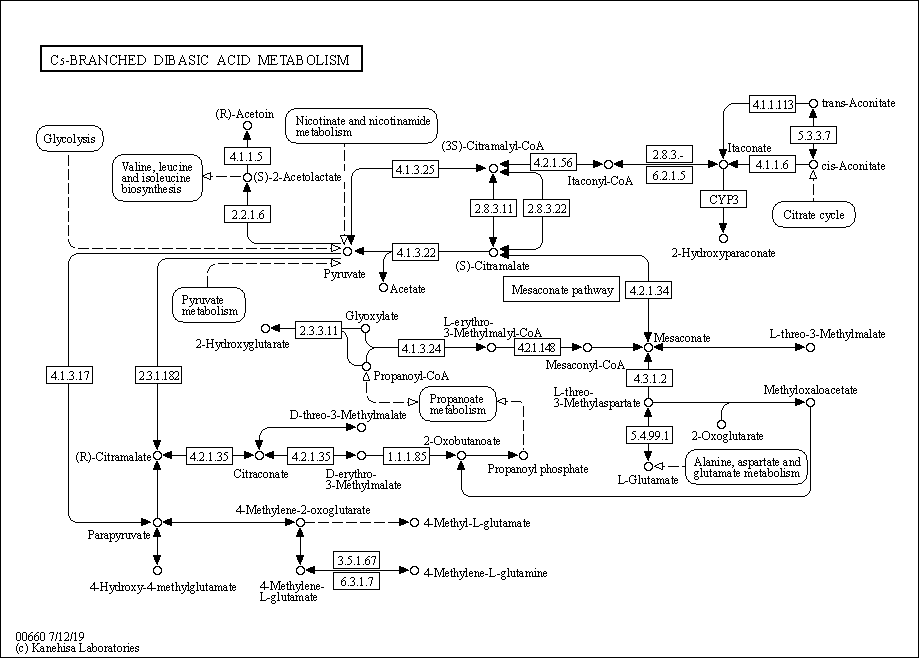 C5-BRANCHED DIBASIC ACID METABOLISM
(R)-Acetoin
Nicotinate and nicotinamide
metabolism
4.1.1.113
trans-Aconitate
Glycolysis
5.3.3.7
(3S)-Citramalyl-CoA
Itaconate
4.1.1.5
2.8.3.-
Valine, leucine
and isoleucine
biosynthesis
(S)-2-Acetolactate
4.1.3.25
4.2.1.56
Itaconyl-CoA
6.2.1.5
4.1.1.6
cis-Aconitate
2.2.1.6
2.8.3.11
2.8.3.22
CYP3
Citrate cycle
Pyruvate
4.1.3.22
(S)-Citramalate
2-Hydroxyparaconate
Acetate
Mesaconate pathway
4.2.1.34
Pyruvate
metabolism
Glyoxylate
L-erythro-
3-Methylmalyl-CoA
2.3.3.11
2-Hydroxyglutarate
4.1.3.24
4.2.1.148
Mesaconyl-CoA
Mesaconate
L-threo-3-Methylmalate
4.1.3.17
2.3.1.182
Propanoyl-CoA
4.3.1.2
L-threo-
3-Methylaspartate
Methyloxaloacetate
Propanoate
metabolism
D-threo-3-Methylmalate
5.4.99.1
2-Oxoglutarate
(R)-Citramalate
4.2.1.35
Citraconate
4.2.1.35
D-erythro-
3-Methylmalate
1.1.1.85
2-Oxobutanoate
Propanoyl phosphate
L-Glutamate
Alanine, aspartate and
glutamate metabolism
4-Methylene-2-oxoglutarate
Parapyruvate
4-Methyl-L-glutamate
3.5.1.67
4-Hydroxy-4-methylglutamate
4-Methylene-
L-glutamate
6.3.1.7
4-Methylene-L-glutamine
00660 7/12/19
(c) Kanehisa Laboratories